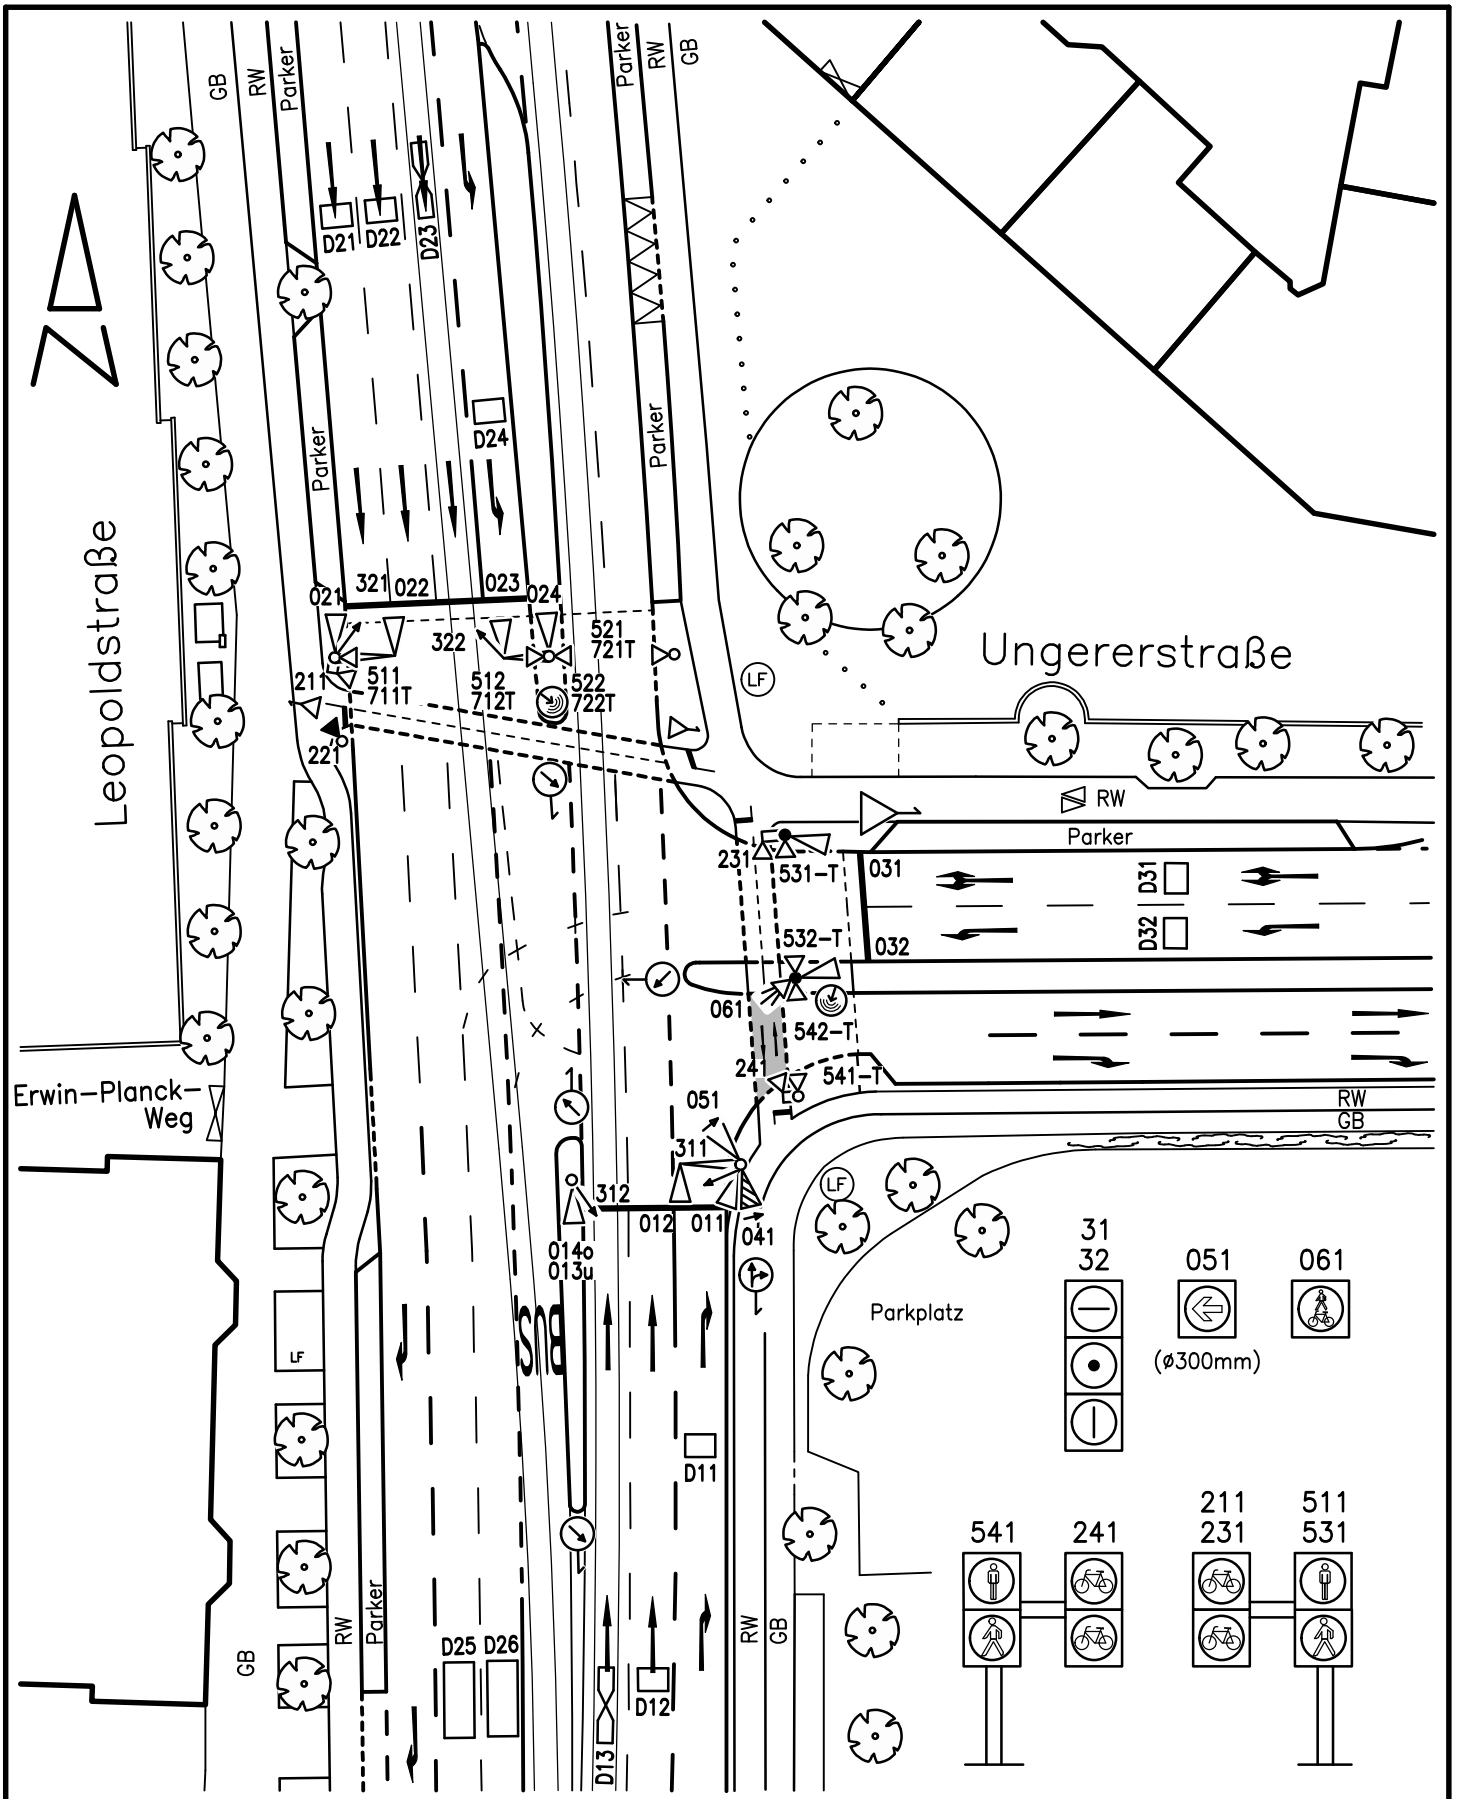 GB
RW
Parker
Parker
RW
GB
D21
D22
D23
D24
Parker
Parker
Leopoldstraße
021
321
022
023
024
322
521
721T
211
511
711T
512
712T
522
722T
221
LF
Ungererstraße
RW
Parker
231
531-T
031
D31
D32
532-T
032
061
542-T
241
541-T
Erwin-Planck-
Weg
051
RW
GB
311
LF
312
012
011
041
014o
013u
BUS
Parkplatz
31
32
051
061
(ø300mm)
LF
D11
541
241
211
231
511
531
RW
Parker
GB
D25
D26
D13
D12
RW
GB